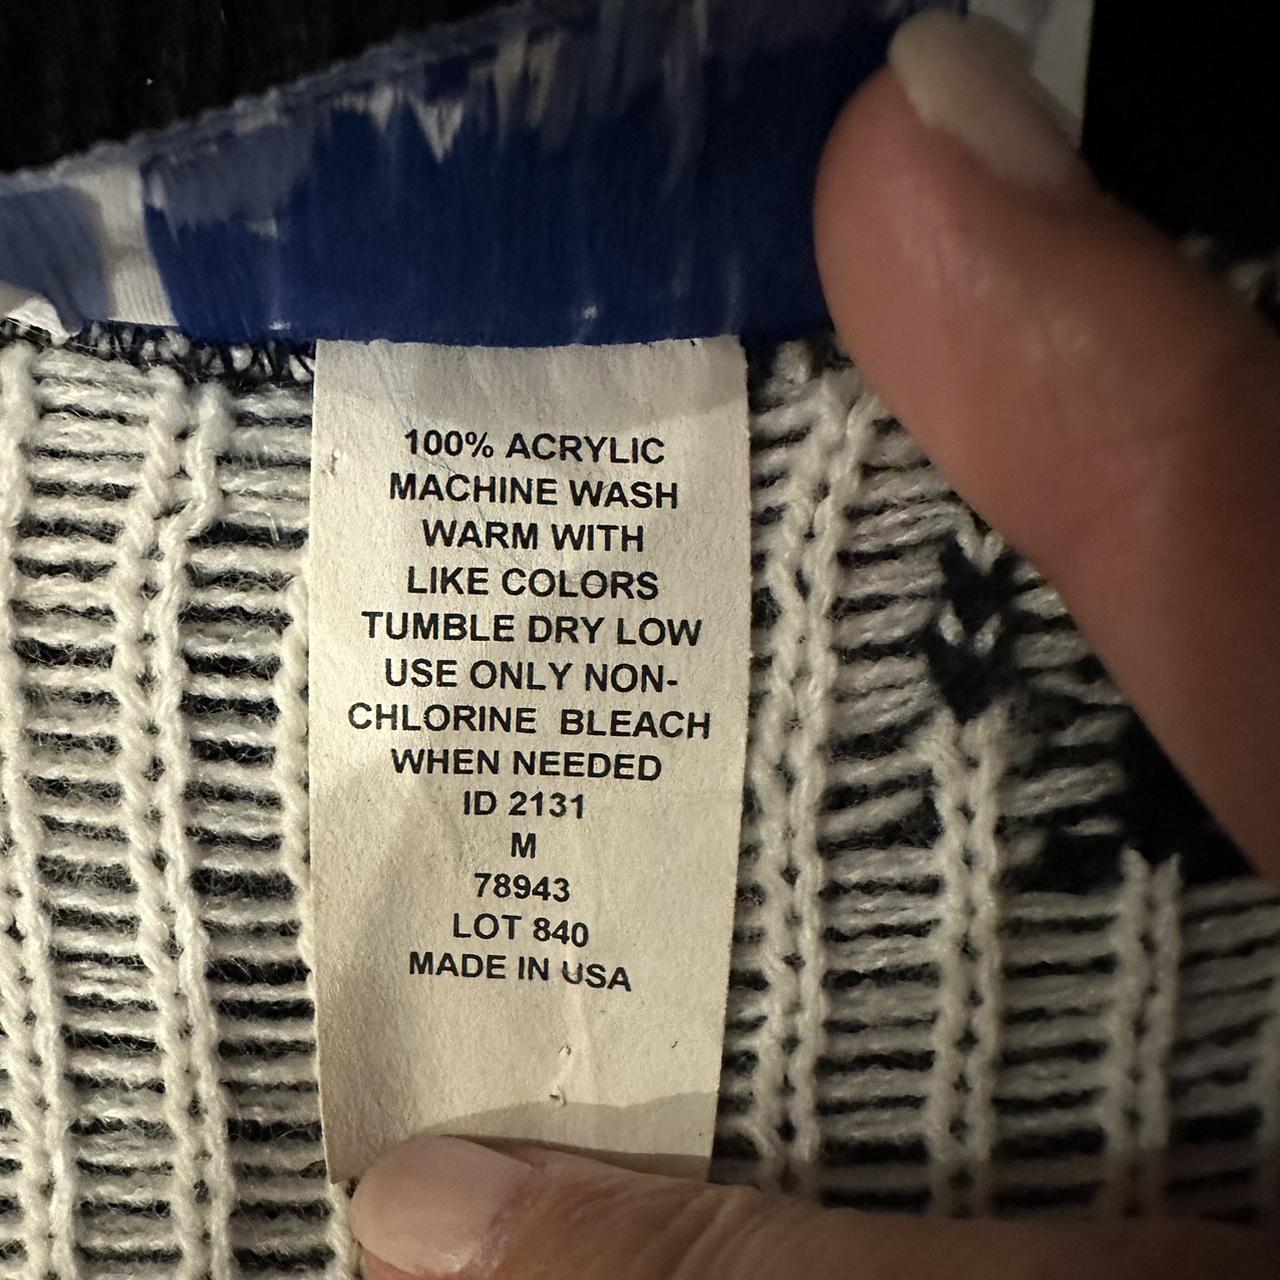 100% ACRYLIC
MACHINE WASH
WARM WITH
LIKE COLORS
TUMBLE DRY LOW
USE ONLY NON-
CHLORINE BLEACH
WHEN NEEDED
ID 2131
M
78943
LOT 840
MADE IN USA